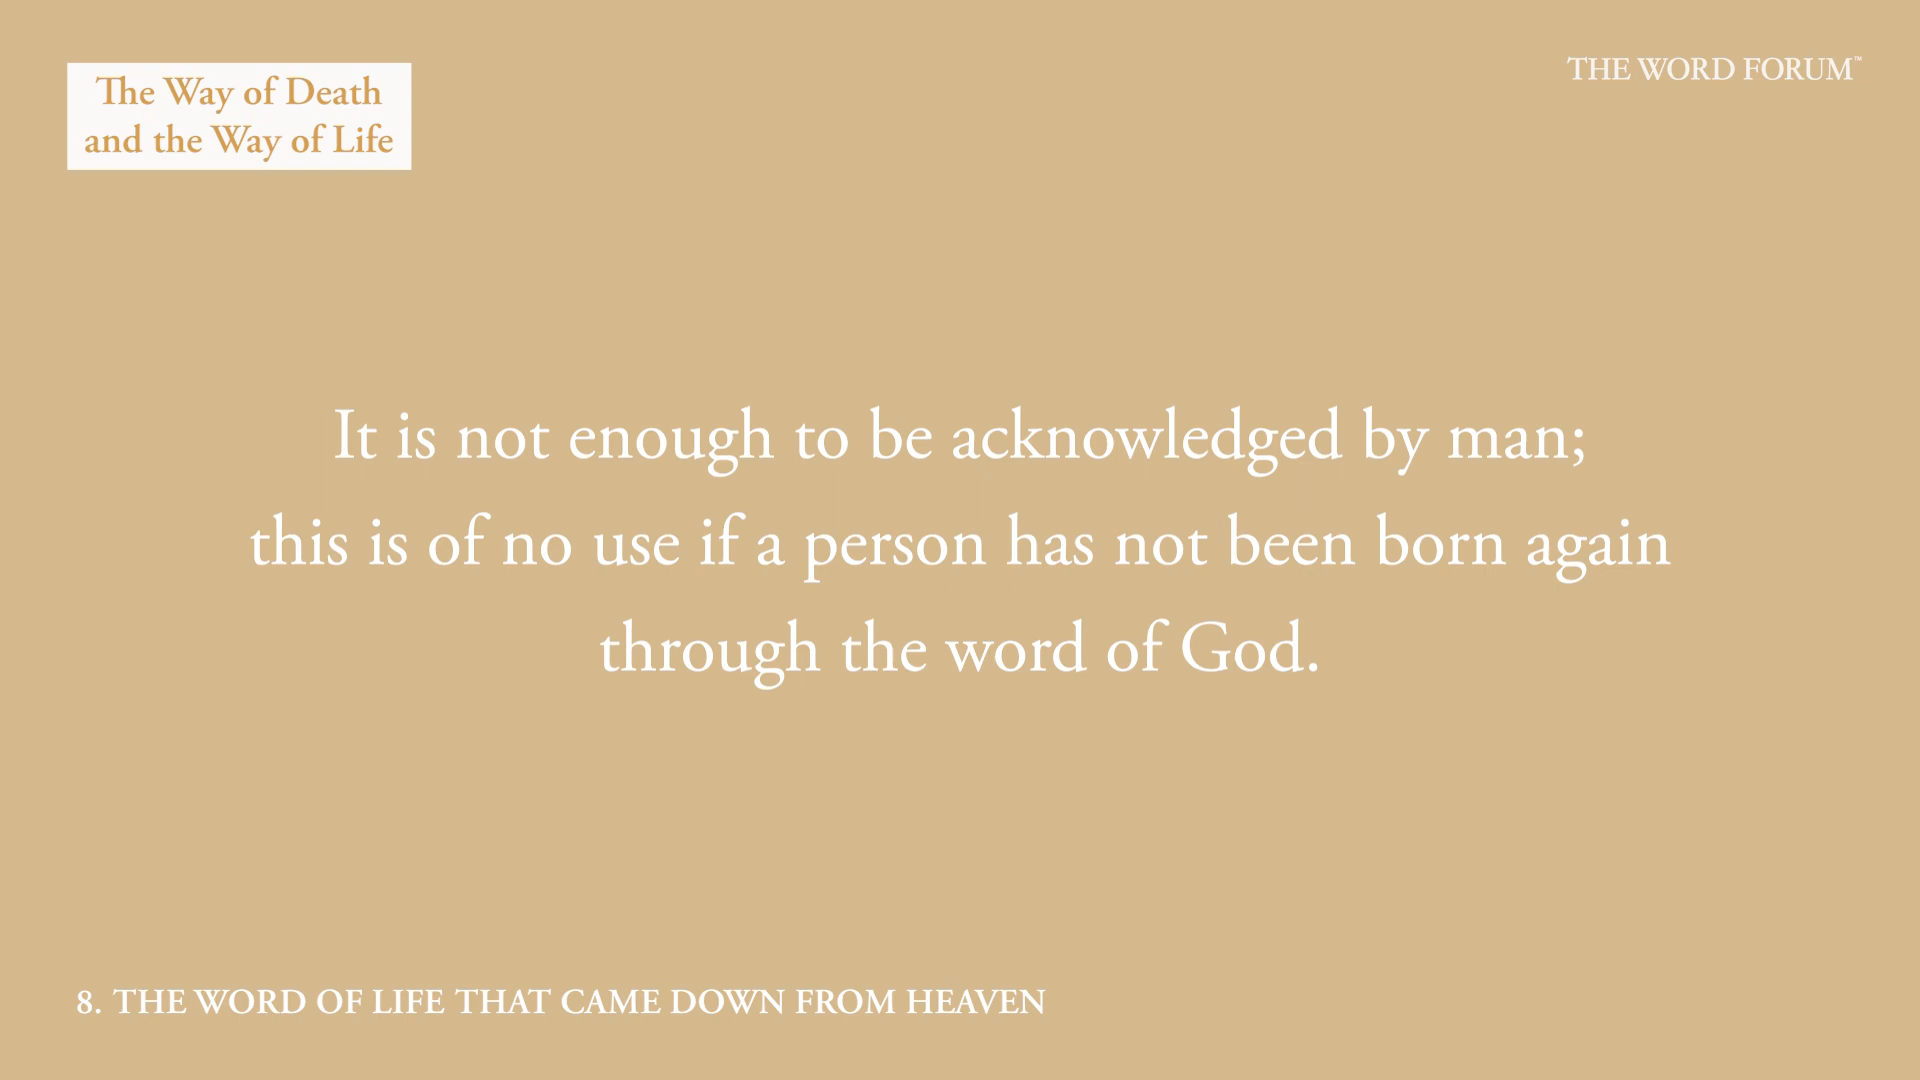 The Way of Death
and the Way of Life
THE WORD FORUM™
It is not enough to be acknowledged by man;
this is of no use if a person has not been born again
through the word of God.
8. THE WORD OF LIFE THAT CAME DOWN FROM HEAVEN